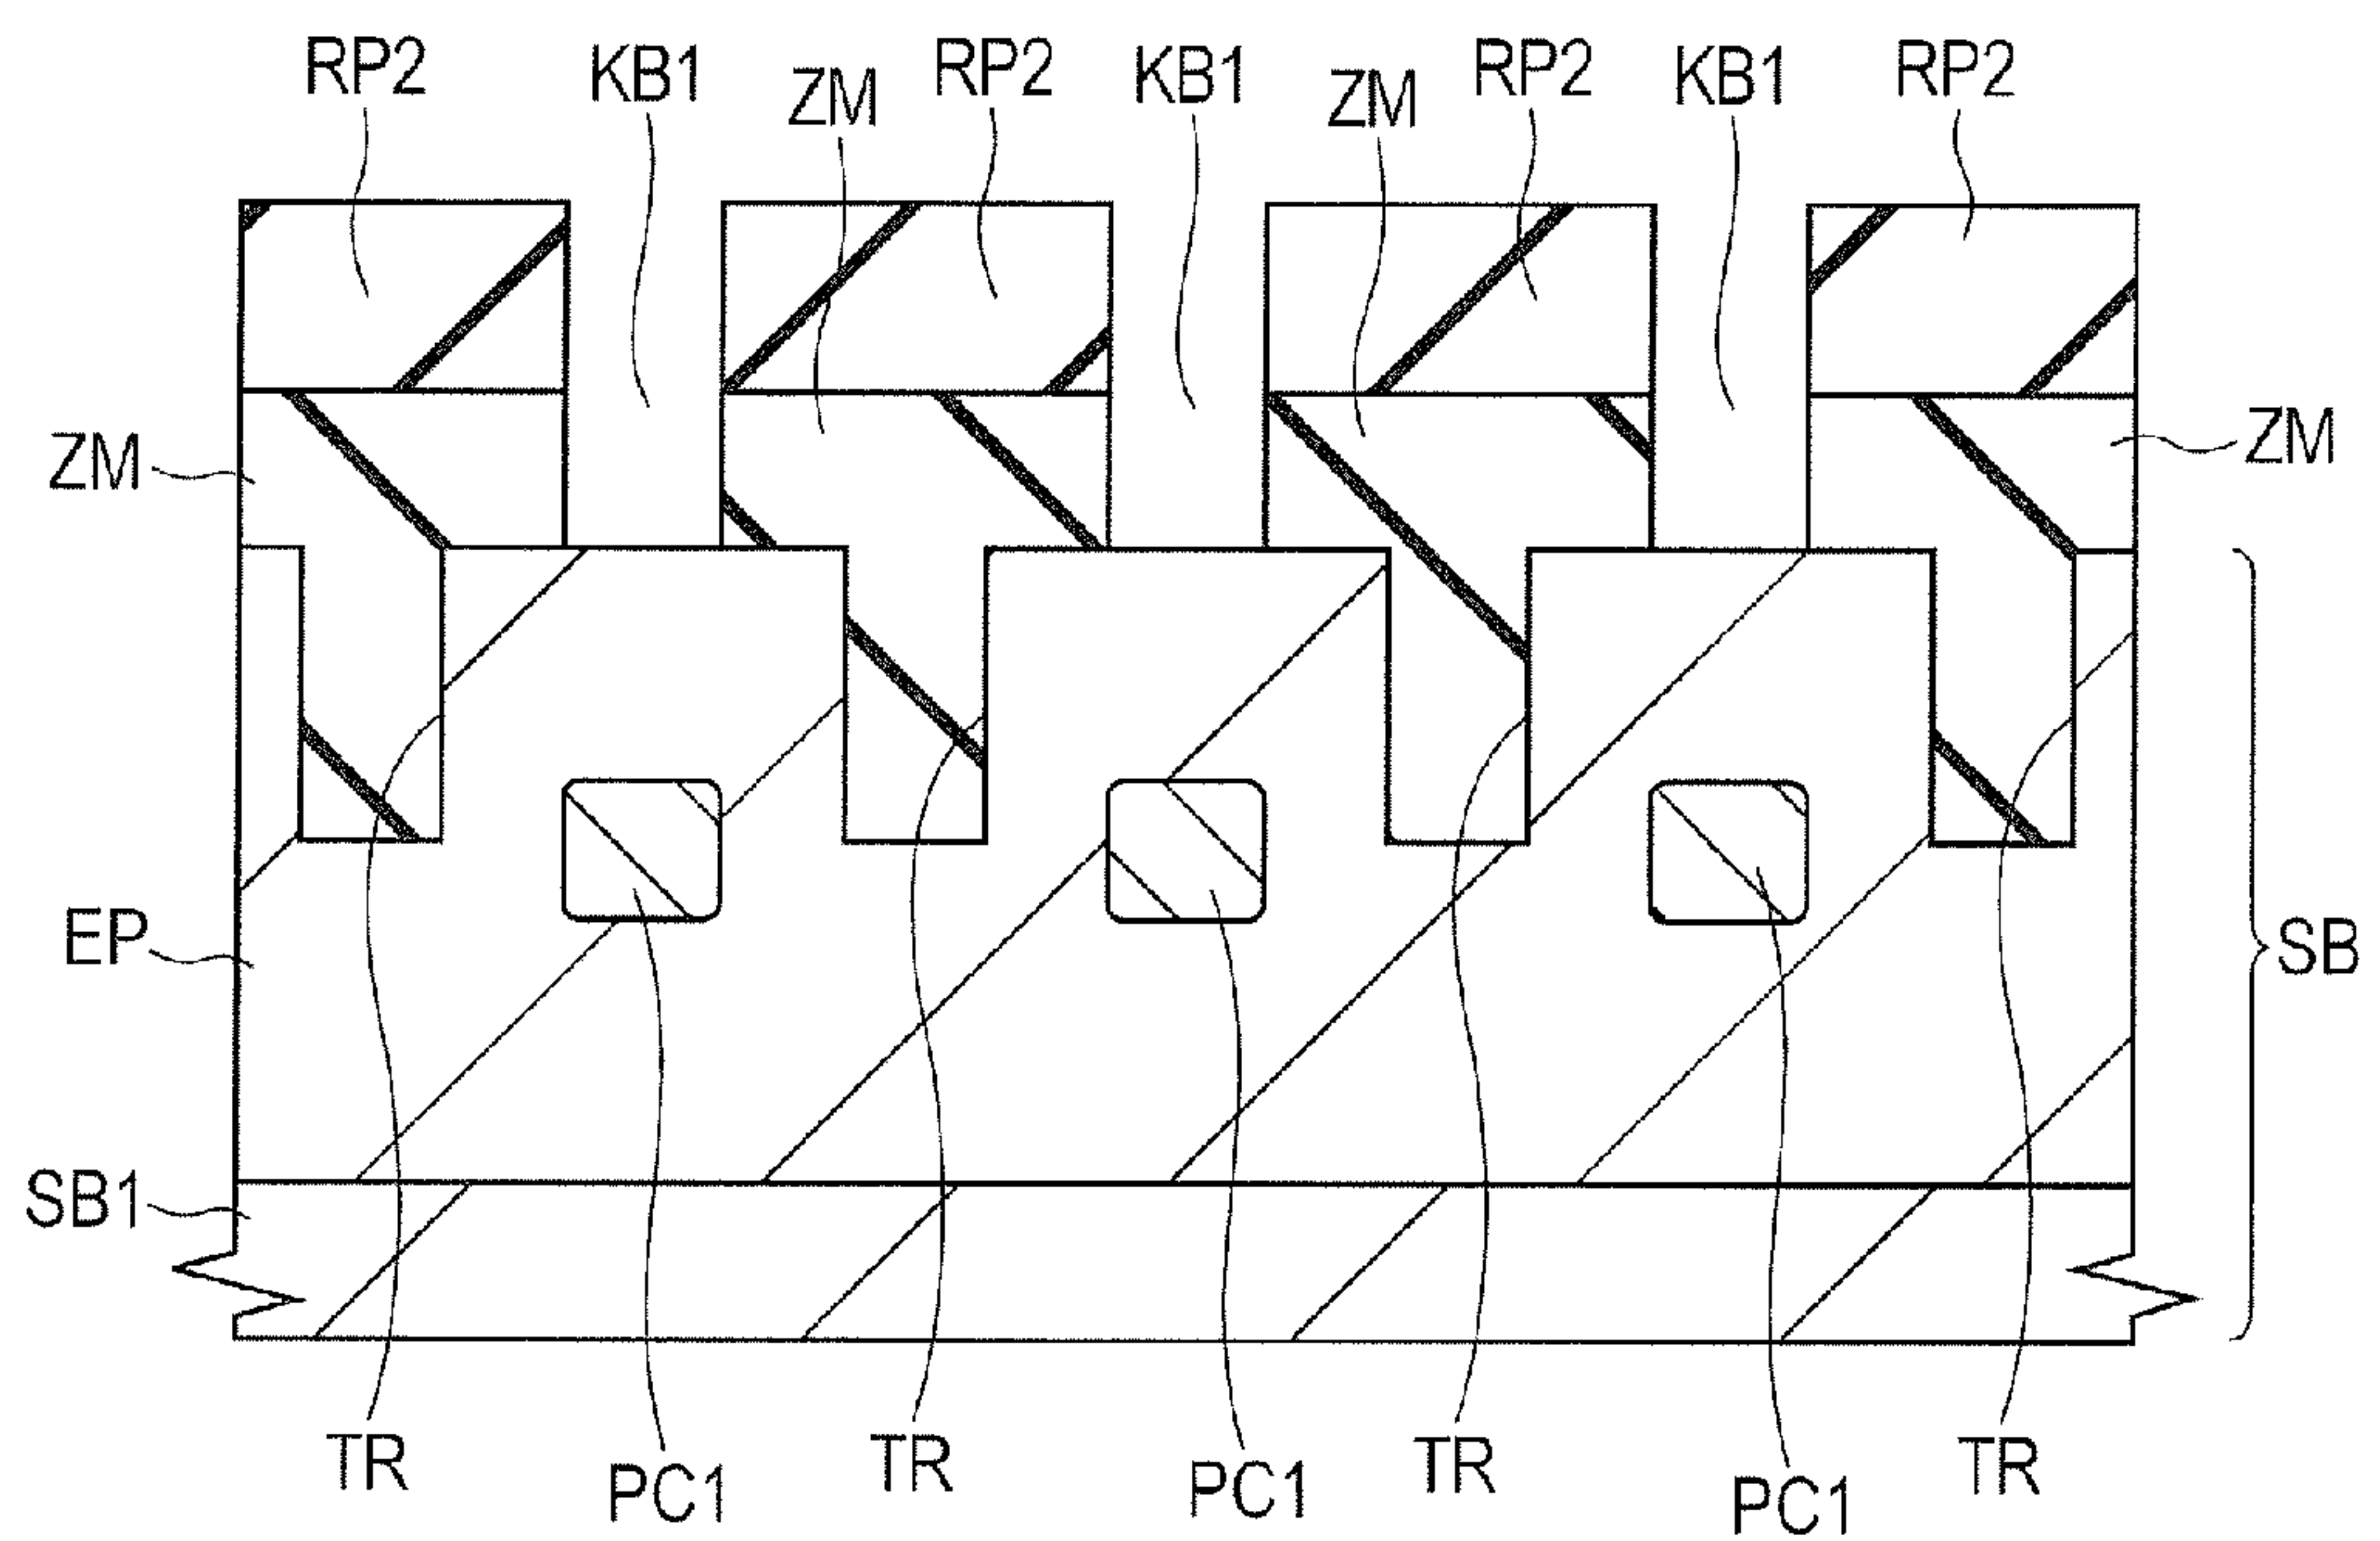 RP2 KB1 ZM RP2 KB1 ZM RP2 KB1 RP2
ZM ZM
EP SB
SB1
TR PC1 TR PC1 TR PC1 TR